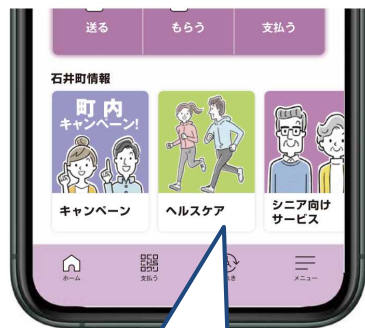 送る もらう 支払う
石井町情報
町内
キャンペーン!
キャンペーン ヘルスケア シニア向け
サービス
ホーム 支払う メニュー